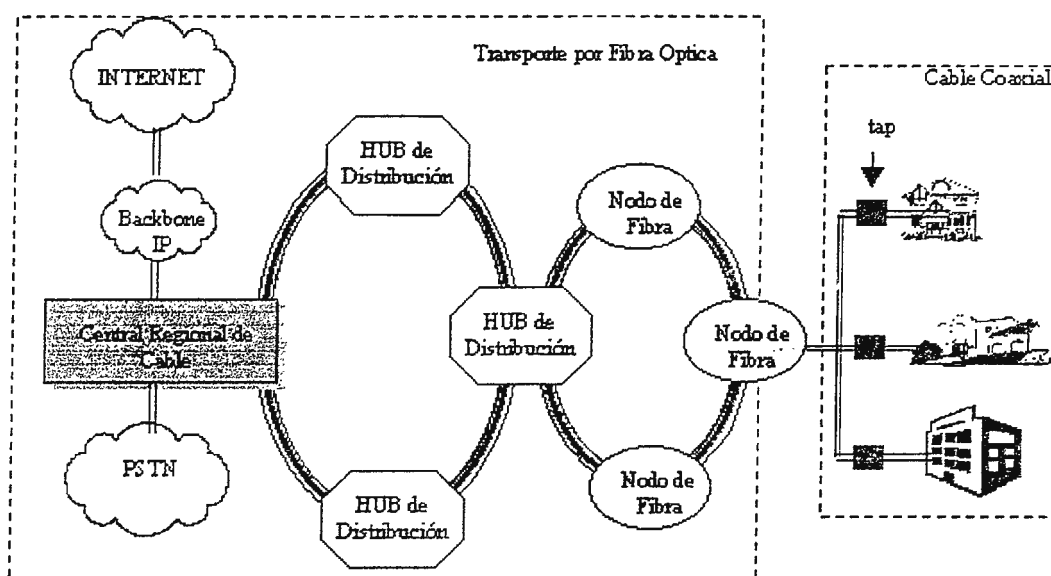 Transporte por Fibra Optica
INTERNET
Backbone
IP
Central Regional de
Cable
PSTN
HUB de
Distribución
HUB de
Distribución
HUB de
Distribución
Nodo de
Fibra
Nodo de
Fibra
Nodo de
Fibra
Cable Coaxial
tap